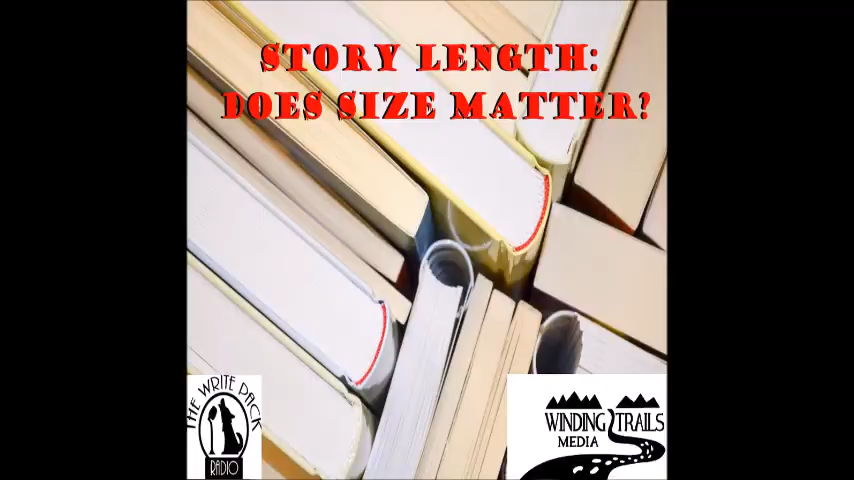 STORY LENGTH:
DOES SIZE MATTER?
THE WRITE PACK
RADIO
WINDING TRAILS
MEDIA